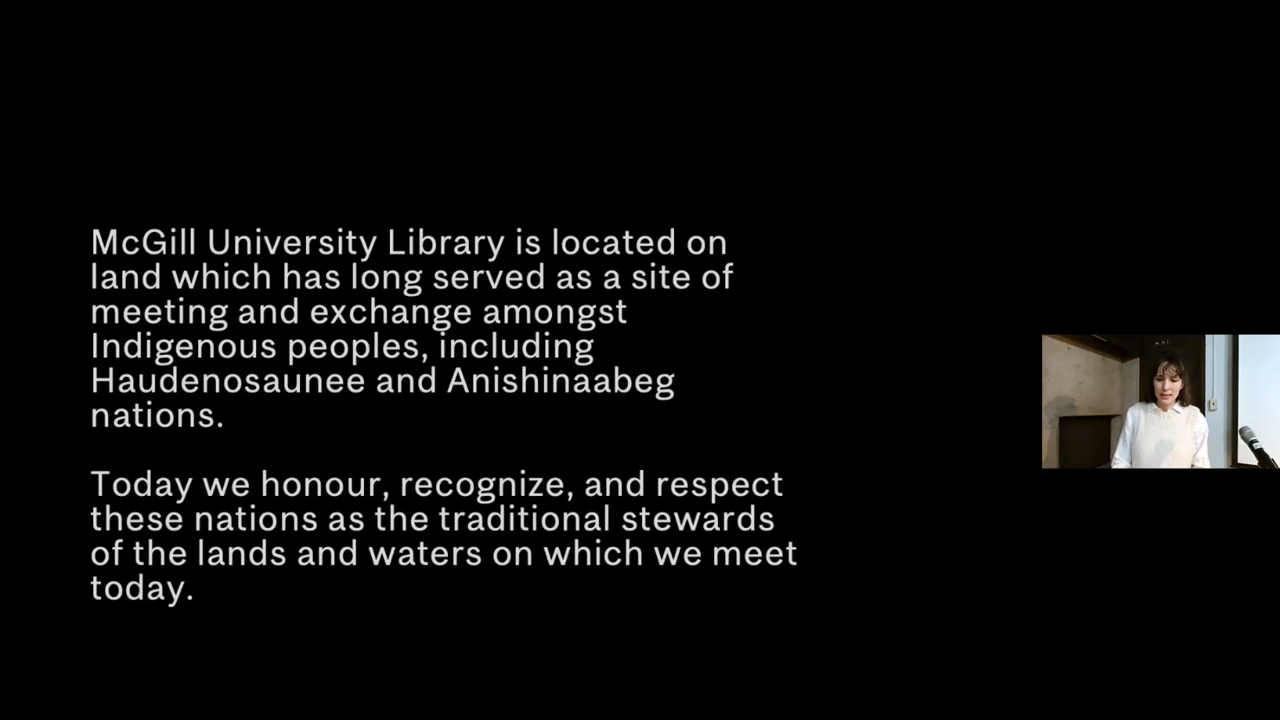 McGill University Library is located on
land which has long served as a site of
meeting and exchange amongst
Indigenous peoples, including
Haudenosaunee and Anishinaabeg
nations.
Today we honour, recognize, and respect
these nations as the traditional stewards
of the lands and waters on which we meet
today.